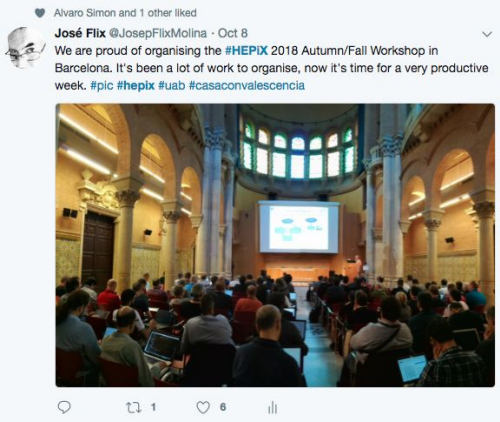 Alvaro Simon and 1 other liked
José Flix @JosepFlixMolina · Oct 8
We are proud of organising the #HEPiX 2018 Autumn/Fall Workshop in
Barcelona. It's been a lot of work to organise, now it's time for a very productive
week. #pic #hepix #uab #casaconvalescencia
1 6